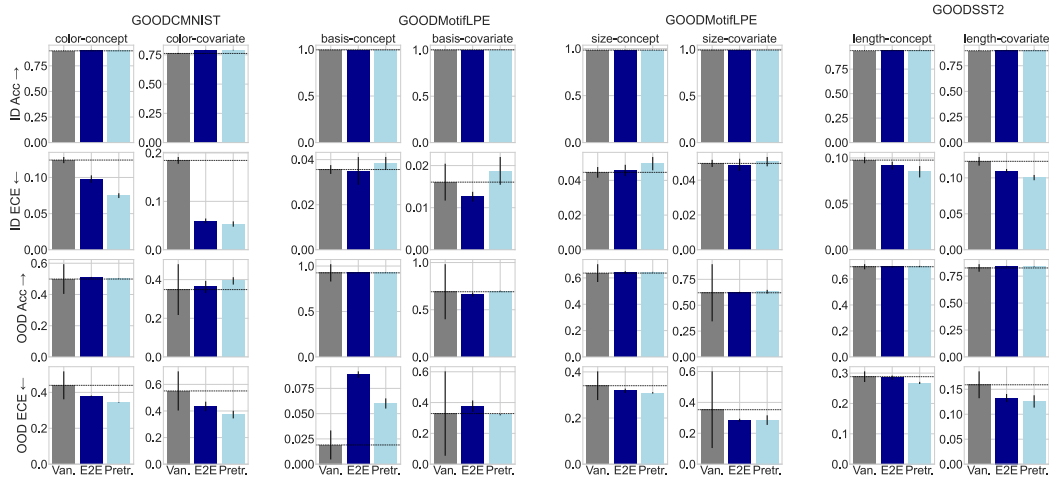 GOODCMNIST GOODMotifLPE GOODMotifLPE GOODSST2
color-concept color-covariate basis-concept basis-covariate size-concept size-covariate length-concept length-covariate
ID Acc →
0.75 0.50 0.25 0.00
0.75 0.50 0.25 0.00
1.0 0.5 0.0
1.0 0.5 0.0
1.0 0.5 0.0
1.0 0.5 0.0
0.75 0.50 0.25 0.00
0.75 0.50 0.25 0.00
ID ECE ←
0.10 0.05 0.00
0.2 0.1 0.0
0.04 0.02 0.00
0.02 0.01 0.00
0.04 0.02 0.00
0.04 0.02 0.00
0.10 0.05 0.00
0.10 0.05 0.00
OOD Acc →
0.6 0.4 0.2 0.0
0.4 0.2 0.0
1.0 0.5 0.0
1.0 0.5 0.0
0.6 0.4 0.2 0.0
0.75 0.50 0.25 0.00
0.6 0.4 0.2 0.0
0.75 0.50 0.25 0.00
OOD ECE ←
0.4 0.2 0.0
0.6 0.4 0.2 0.0
0.075 0.050 0.025 0.000
0.4 0.2 0.0
0.4 0.2 0.0
0.6 0.4 0.2 0.0
0.3 0.2 0.1 0.0
0.15 0.10 0.05 0.00
Van. E2E Pretr. Van. E2E Pretr. Van. E2E Pretr. Van. E2E Pretr. Van. E2E Pretr. Van. E2E Pretr. Van. E2E Pretr. Van. E2E Pretr.